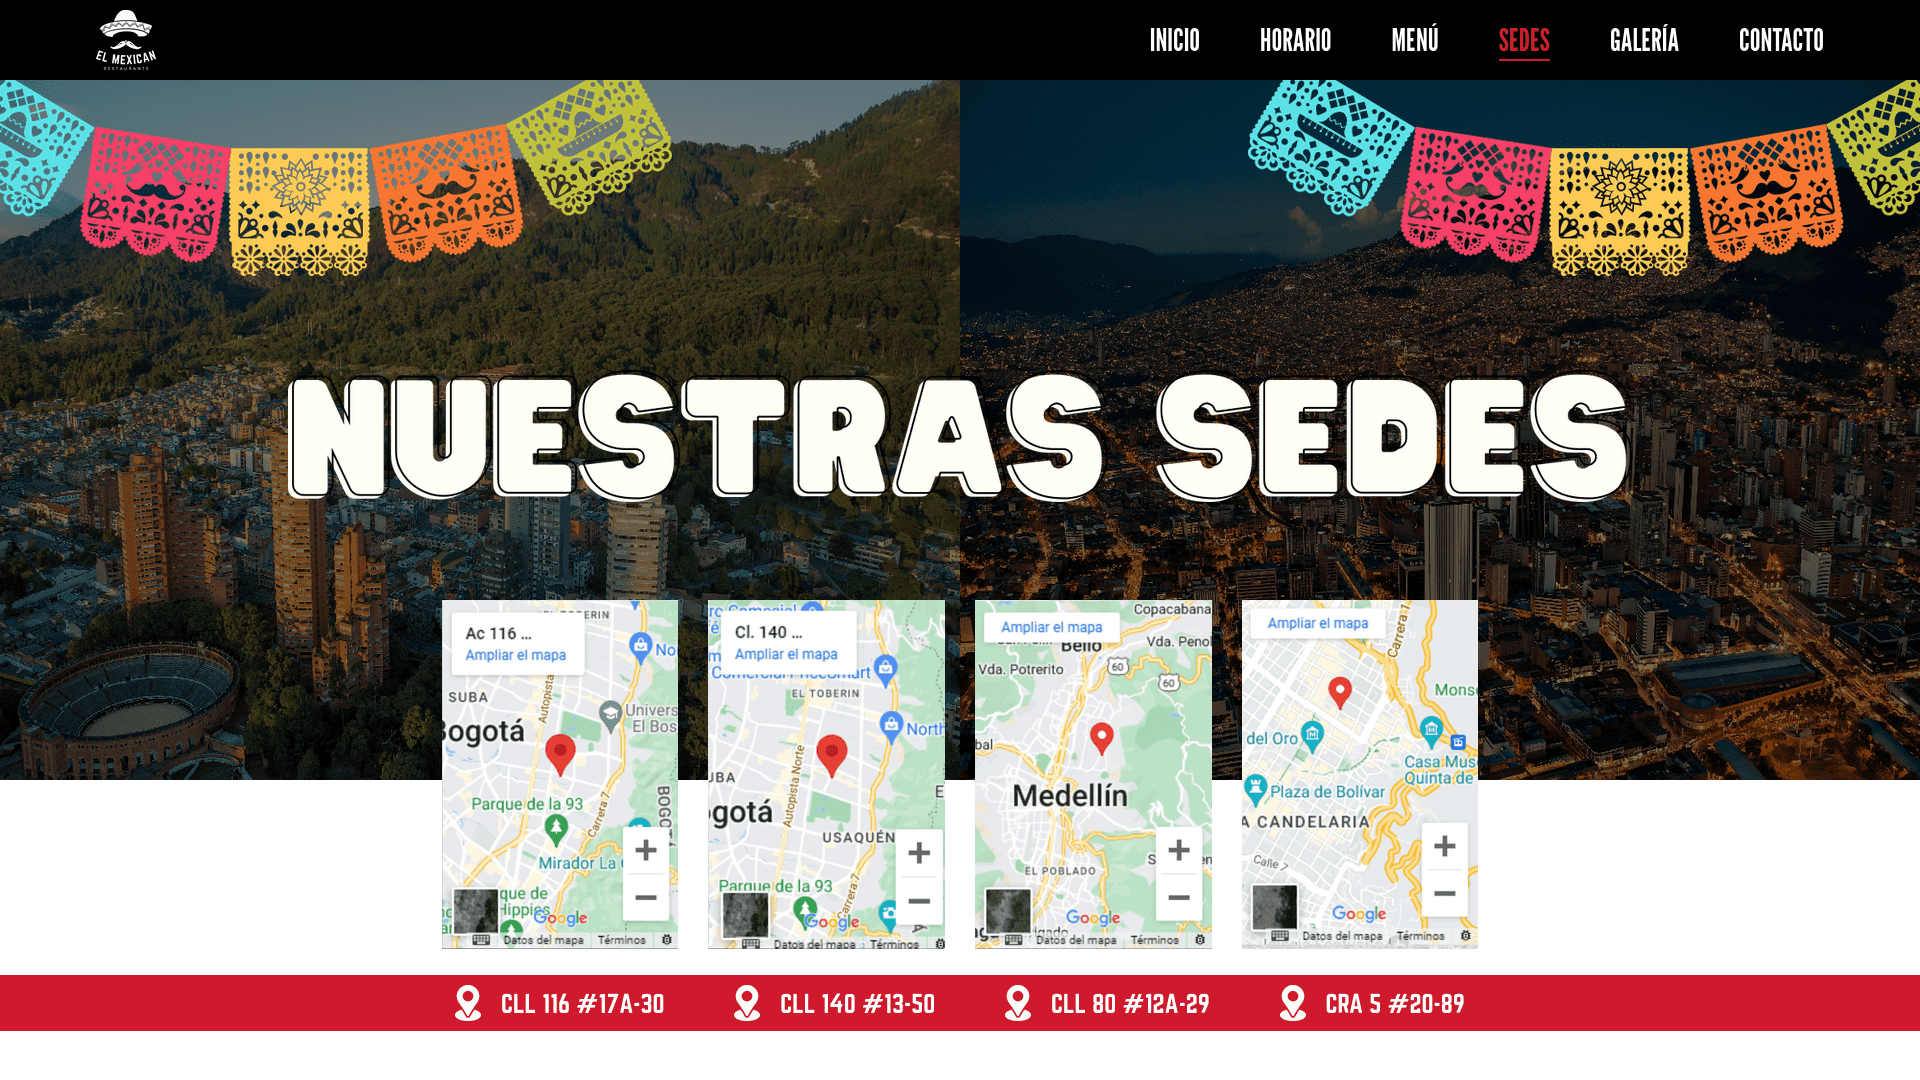 EL MEXICAN
RESTAURANTE
INICIO
HORARIO
MENÚ
SEDES
GALERÍA
CONTACTO
NUESTRAS SEDES
Ac 116 ...
Ampliar el mapa
SUBA
Autopista
Univers
El Bos
Bogotá
BOGOT
Parque de la 93
Carrera 7
Mirador La C
que de
Hippies
Google
Datos del mapa
Términos
Cl. 140 ...
Ampliar el mapa
EL TOBERIN
North
UBA
Autopista Norte
gotá
USAQUÉN
Parque de la 93
Carrera 7
Google
Datos del mapa
Términos
Copacabana
Ampliar el mapa
Bello
Vda. Peñol
Vda. Potrerito
60
60
bal
Medellín
EL POBLADO
Google
Datos del mapa
Términos
Ampliar el mapa
Carrera 7
Mons
del Oro
Casa Mus
Quinta de
Plaza de Bolívar
A CANDELARIA
Calle 7
Google
Datos del mapa
Términos
CLL 116 #17A-30
CLL 140 #13-50
CLL 80 #12A-29
CRA 5 #20-89